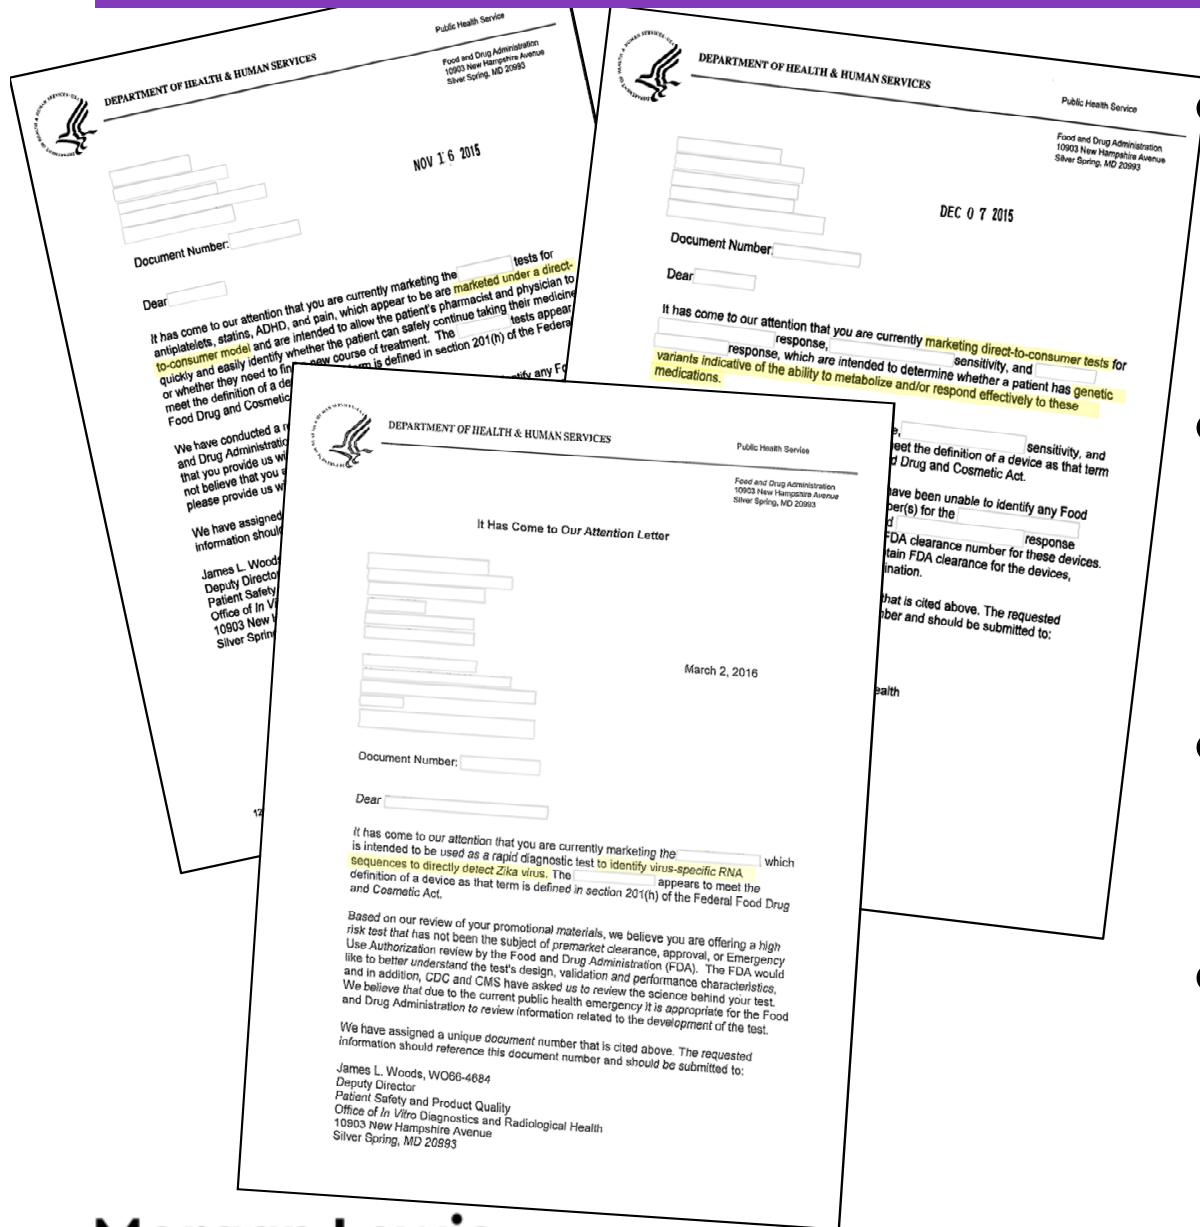 Public Health Service
DEPARTMENT OF HEALTH & HUMAN SERVICES
Food and Drug Administration
10903 New Hampshire Avenue
Silver Spring, MD 20993
NOV 16 2015
Document Number:
Dear
It has come to our attention that you are currently marketing the tests for
antiplatelets, statins, ADHD, and pain, which appear to be are marketed under a direct-
to-consumer model and are intended to allow the patient's pharmacist and physician to
quickly and easily identify whether the patient can safely continue taking their medicine
or whether they need to find new course of treatment. The tests appear
meet the definition of a is defined in section 201(h) of the
Food Drug and Cosmetic
any
We have conducted a
and Drug
that you provide us
not believe that you
please provide us
We have assigned
information
James L.
Deputy
Patient Safety
Office of In
10903 New
Silver
DEPARTMENT OF HEALTH & HUMAN SERVICES
Public Health Service
Food and Drug Administration
10903 New Hampshire Avenue
Silver Spring, MD 20993
DEC 07 2015
Document Number:
Dear
It has come to our attention that you are currently marketing direct-to-consumer tests for
response, sensitivity, and
response, which are intended to determine whether a patient has genetic
variants indicative of the ability to metabolize and/or respond effectively to these
medications.
sensitivity, and
meet the definition of a device as that term
Drug and Cosmetic Act.
have been unable to identify any Food
for the
response
FDA clearance number for these devices.
FDA clearance for the devices,
that is cited above. The requested
and should be submitted to:
DEPARTMENT OF HEALTH & HUMAN SERVICES
Public Health Service
Food and Drug Administration
10903 New Hampshire Avenue
Silver Spring, MD 20993
It Has Come to Our Attention Letter
March 2, 2016
Document Number:
Dear
It has come to our attention that you are currently marketing the which
is intended to be used as a rapid diagnostic test to identify virus-specific RNA
sequences to directly detect Zika virus. The appears to meet the
definition of a device as that term is defined in section 201(h) of the Federal Food Drug
and Cosmetic Act.
Based on our review of your promotional materials, we believe you are offering a high
risk test that has not been the subject of premarket clearance, approval, or Emergency
Use Authorization review by the Food and Drug Administration (FDA). The FDA would
like to better understand the test's design, validation and performance characteristics,
and in addition, CDC and CMS have asked us to review the science behind your test.
We believe that due to the current public health emergency it is appropriate for the Food
and Drug Administration to review information related to the development of the test.
We have assigned a unique document number that is cited above. The requested
information should reference this document number and should be submitted to:
James L. Woods, WO66-4684
Deputy Director
Patient Safety and Product Quality
Office of In Vitro Diagnostics and Radiological Health
10903 New Hampshire Avenue
Silver Spring, MD 20993